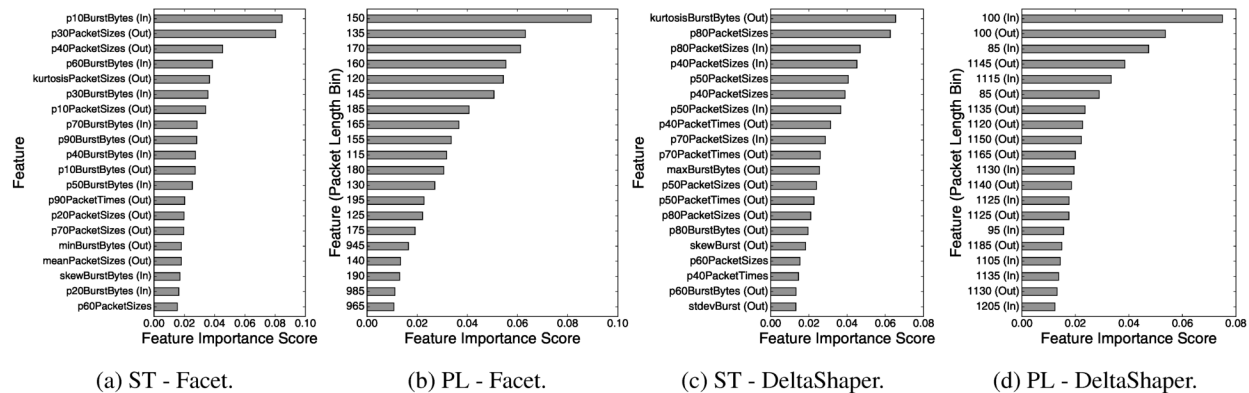 p10BurstBytes (In)
p30PacketSizes (Out)
p40PacketSizes (Out)
p60BurstBytes (In)
kurtosisPacketSizes (Out)
p30BurstBytes (In)
p10PacketSizes (Out)
p70BurstBytes (In)
p90BurstBytes (Out)
p40BurstBytes (In)
p10BurstBytes (Out)
p50BurstBytes (In)
p90PacketTimes (Out)
p20PacketSizes (Out)
p70PacketSizes (Out)
minBurstBytes (Out)
meanPacketSizes (Out)
skewBurstBytes (In)
p20BurstBytes (In)
p60PacketSizes
Feature
0.00 0.02 0.04 0.06 0.08 0.10
Feature Importance Score
(a) ST - Facet.
150
135
170
160
120
145
185
165
155
115
180
130
195
125
175
945
140
190
985
965
Feature (Packet Length Bin)
0.00 0.02 0.04 0.06 0.08 0.10
Feature Importance Score
(b) PL - Facet.
kurtosisBurstBytes (Out)
p80PacketSizes
p80PacketSizes (In)
p40PacketSizes (In)
p50PacketSizes
p40PacketSizes
p50PacketSizes (In)
p40PacketTimes (Out)
p70PacketSizes (In)
p70PacketTimes (Out)
maxBurstBytes (Out)
p50PacketSizes (Out)
p50PacketTimes (Out)
p80PacketSizes (Out)
p80BurstBytes (Out)
skewBurst (Out)
p60PacketSizes
p40PacketTimes
p60BurstBytes (Out)
stdevBurst (Out)
Feature
0.00 0.02 0.04 0.06 0.08
Feature Importance Score
(c) ST - DeltaShaper.
100 (In)
100 (Out)
85 (In)
1145 (Out)
1115 (In)
85 (Out)
1135 (Out)
1120 (Out)
1150 (Out)
1165 (Out)
1130 (In)
1140 (Out)
1125 (In)
1125 (Out)
95 (In)
1185 (Out)
1105 (In)
1135 (In)
1130 (Out)
1205 (In)
Feature (Packet Length Bin)
0.00 0.02 0.04 0.06 0.08
Feature Importance Score
(d) PL - DeltaShaper.